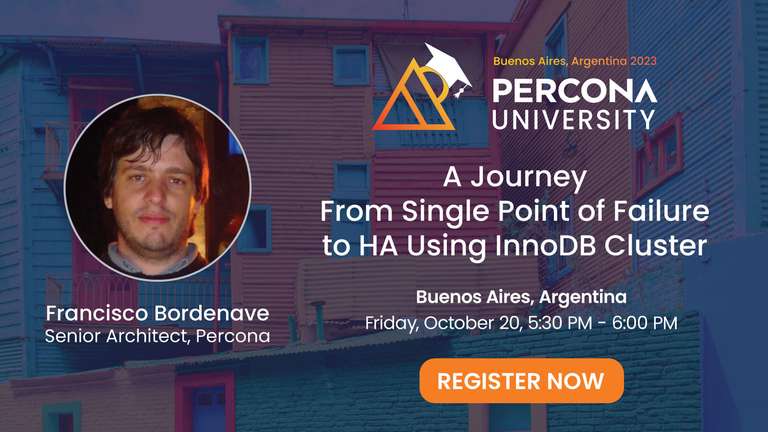 Buenos Aires, Argentina 2023
PERCONA
UNIVERSITY
A Journey
From Single Point of Failure
to HA Using InnoDB Cluster
Buenos Aires, Argentina
Friday, October 20, 5:30 PM - 6:00 PM
REGISTER NOW
Francisco Bordenave
Senior Architect, Percona